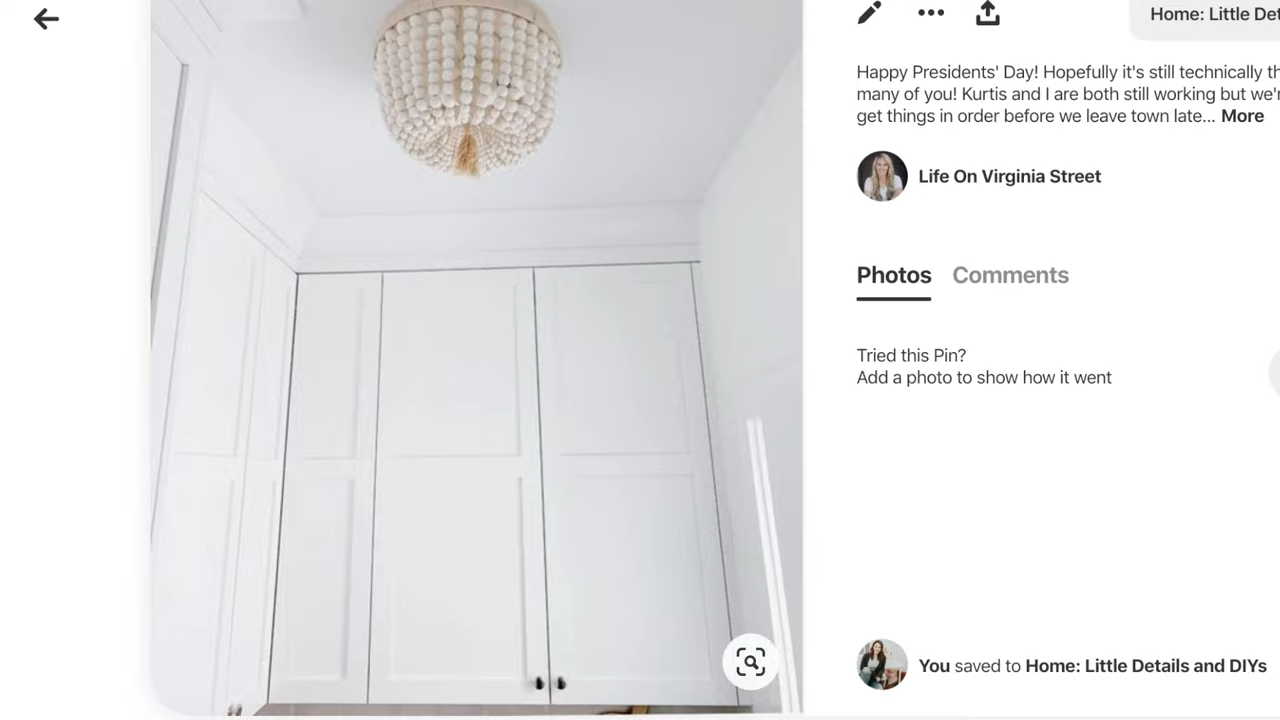 Home: Little Det
Happy Presidents' Day! Hopefully it's still technically th
many of you! Kurtis and I are both still working but we'r
get things in order before we leave town late... More
Life On Virginia Street
Photos Comments
Tried this Pin?
Add a photo to show how it went
You saved to Home: Little Details and DIYs